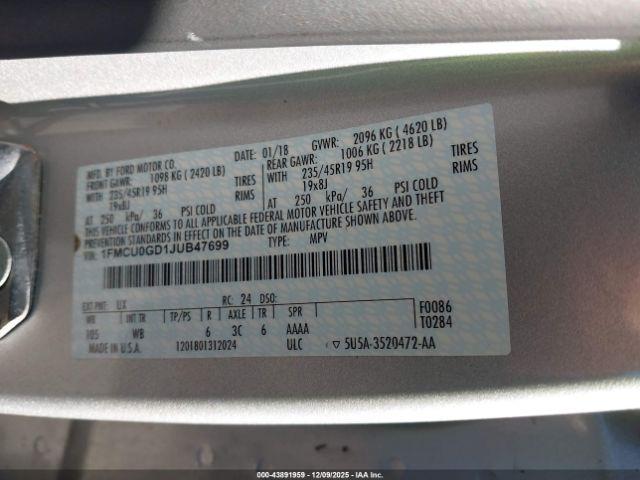 MFD. BY FORD MOTOR CO.
DATE: 01/18 GVWR: 2096 KG ( 4620 LB)
FRONT GAWR: 1098 KG ( 2420 LB) REAR GAWR: 1006 KG ( 2218 LB)
WITH 235/45R19 95H TIRES WITH 235/45R19 95H TIRES
19x8J RIMS 19x8J RIMS
AT 250 kPa/ 36 PSI COLD AT 250 kPa/ 36 PSI COLD
THIS VEHICLE CONFORMS TO ALL APPLICABLE FEDERAL MOTOR VEHICLE SAFETY AND THEFT
PREVENTION STANDARDS IN EFFECT ON THE DATE OF MANUFACTURE SHOWN ABOVE.
VIN: 1FMCU0GD1JUB47699 TYPE: MPV
EXT PNT: UX RC: 24 DSO:
WB INT TR TP/PS R AXLE TR SPR
105 WB 6 3C 6 AAAA
F0086
T0284
MADE IN U.S.A. 1201801312024 ULC 5U5A-3520472-AA
000-43891959 | 12/09/2025 | IAA Inc.